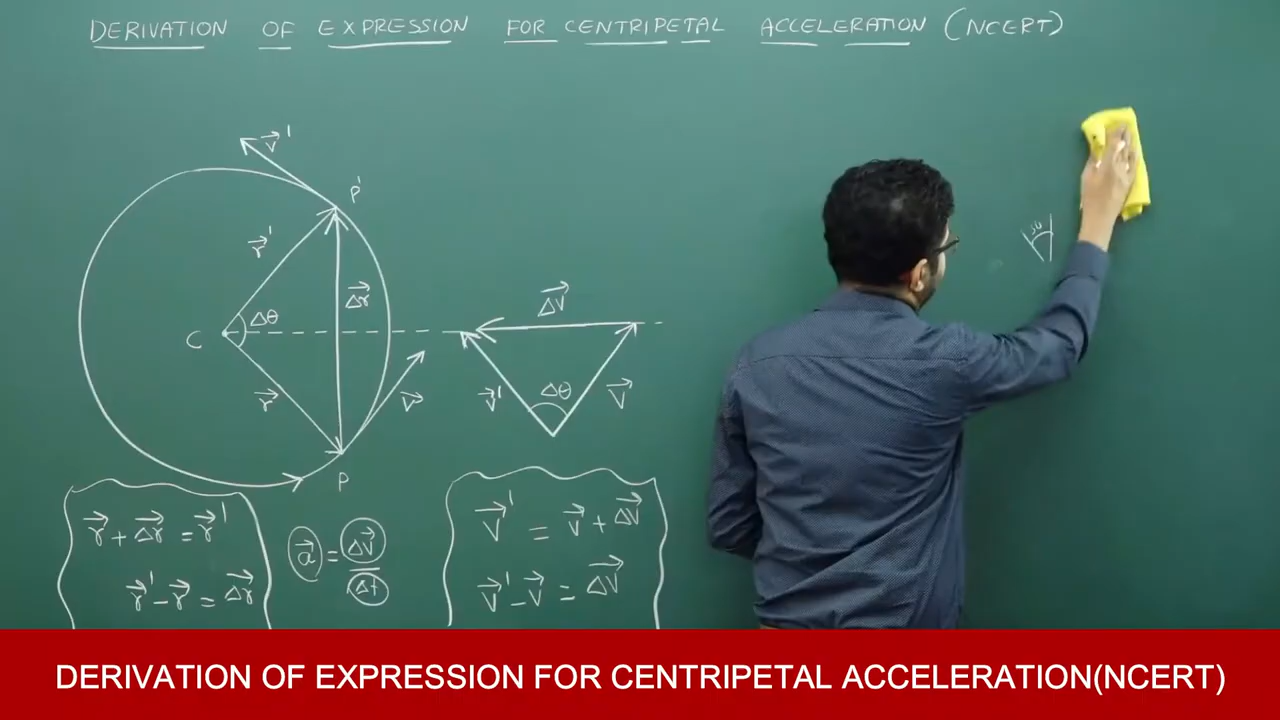 DERIVATION OF EXPRESSION FOR CENTRIPETAL ACCELERATION (NCERT)
v⃗'
P'
r⃗'
Δr⃗
Δθ
C
r⃗
v⃗
P
Δv⃗
v⃗'
Δθ
v⃗
r⃗ + Δr⃗ = r⃗'
r⃗' - r⃗ = Δr⃗
a⃗ = Δv⃗/Δt
v⃗' = v⃗ + Δv⃗
v⃗' - v⃗ = Δv⃗
DERIVATION OF EXPRESSION FOR CENTRIPETAL ACCELERATION(NCERT)